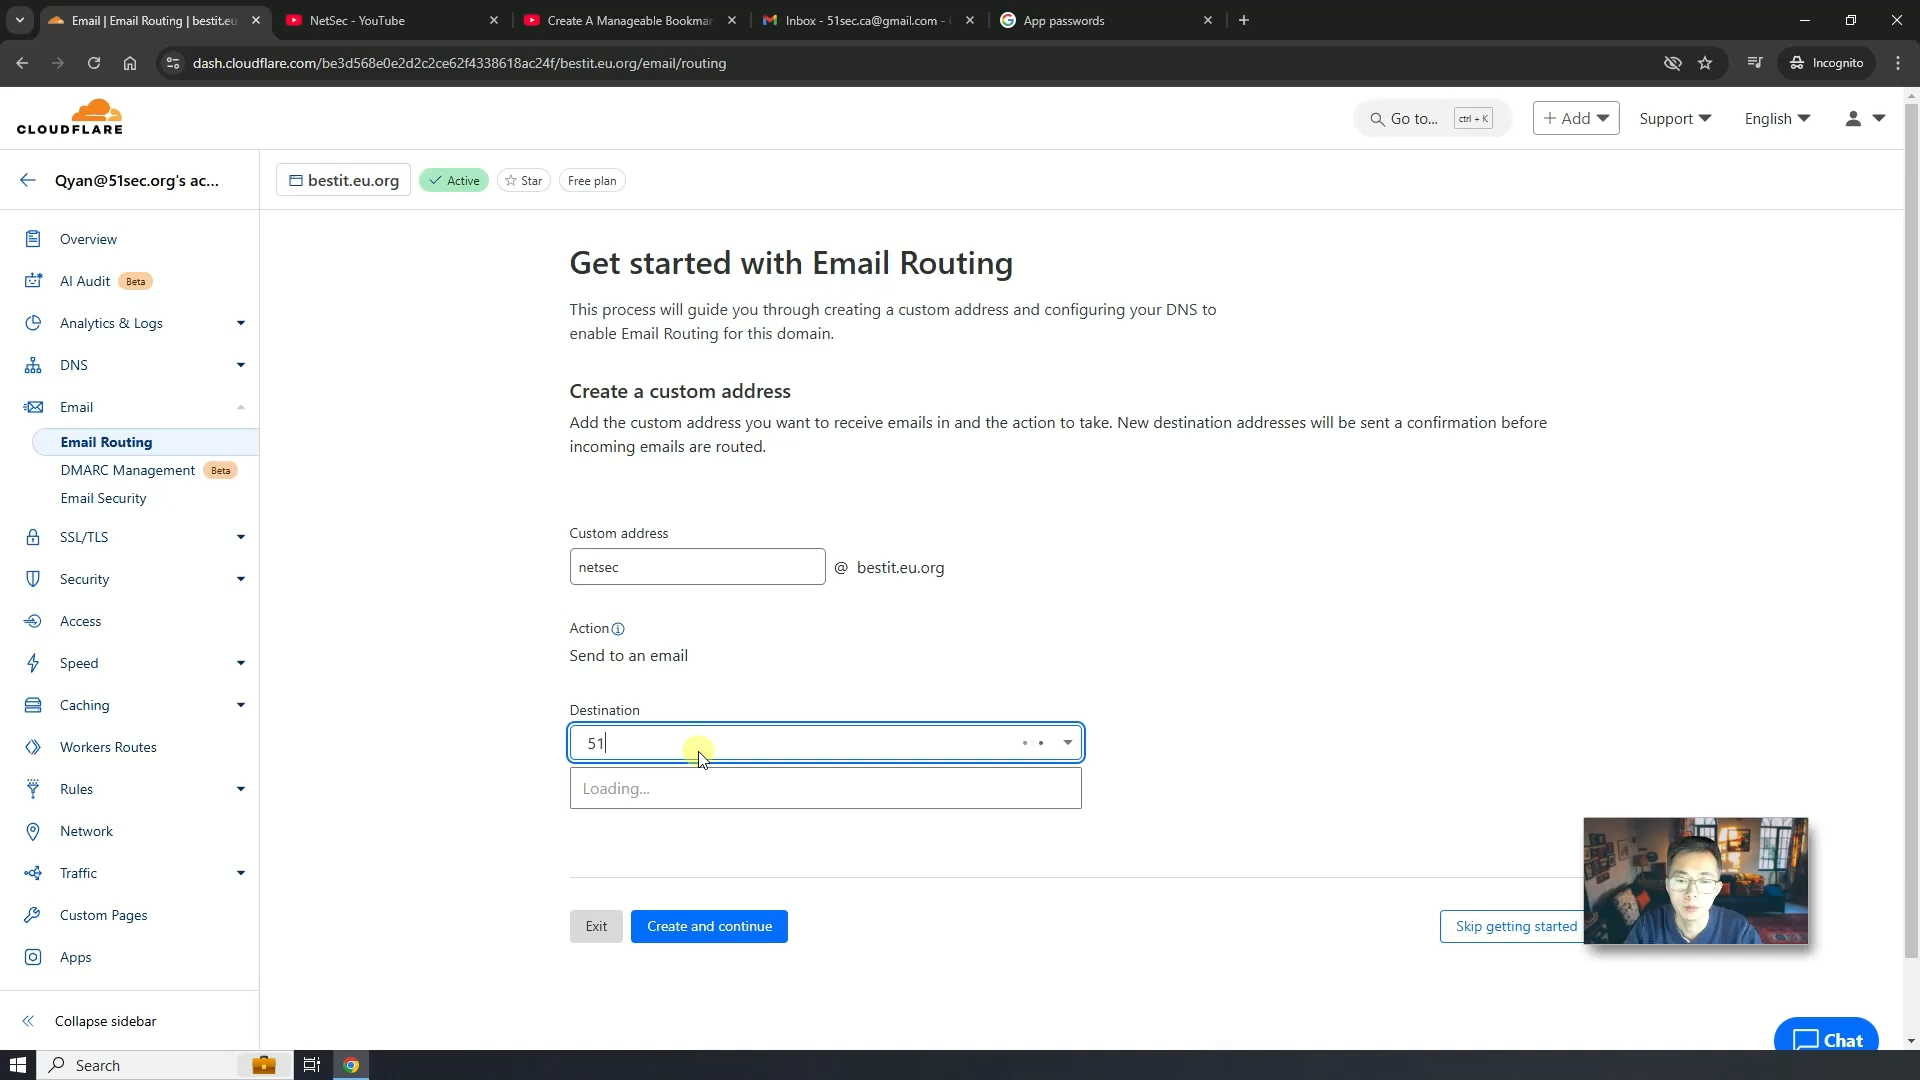 Email | Email Routing | bestit.eu
NetSec - YouTube
Create A Manageable Bookmar
Inbox - 51sec.ca@gmail.com -
App passwords
dash.cloudflare.com/be3d568e0e2d2c2ce62f4338618ac24f/bestit.eu.org/email/routing
Incognito
CLOUDFLARE
Go to...
ctrl + K
+ Add
Support
English
Qyan@51sec.org's ac...
bestit.eu.org
Active
Star
Free plan
Overview
AI Audit
Beta
Analytics & Logs
DNS
Email
Email Routing
DMARC Management
Beta
Email Security
SSL/TLS
Security
Access
Speed
Caching
Workers Routes
Rules
Network
Traffic
Custom Pages
Apps
Collapse sidebar
Get started with Email Routing
This process will guide you through creating a custom address and configuring your DNS to
enable Email Routing for this domain.
Create a custom address
Add the custom address you want to receive emails in and the action to take. New destination addresses will be sent a confirmation before
incoming emails are routed.
Custom address
netsec
@ bestit.eu.org
Action
Send to an email
Destination
51
Loading...
Exit
Create and continue
Skip getting started
Chat
Search